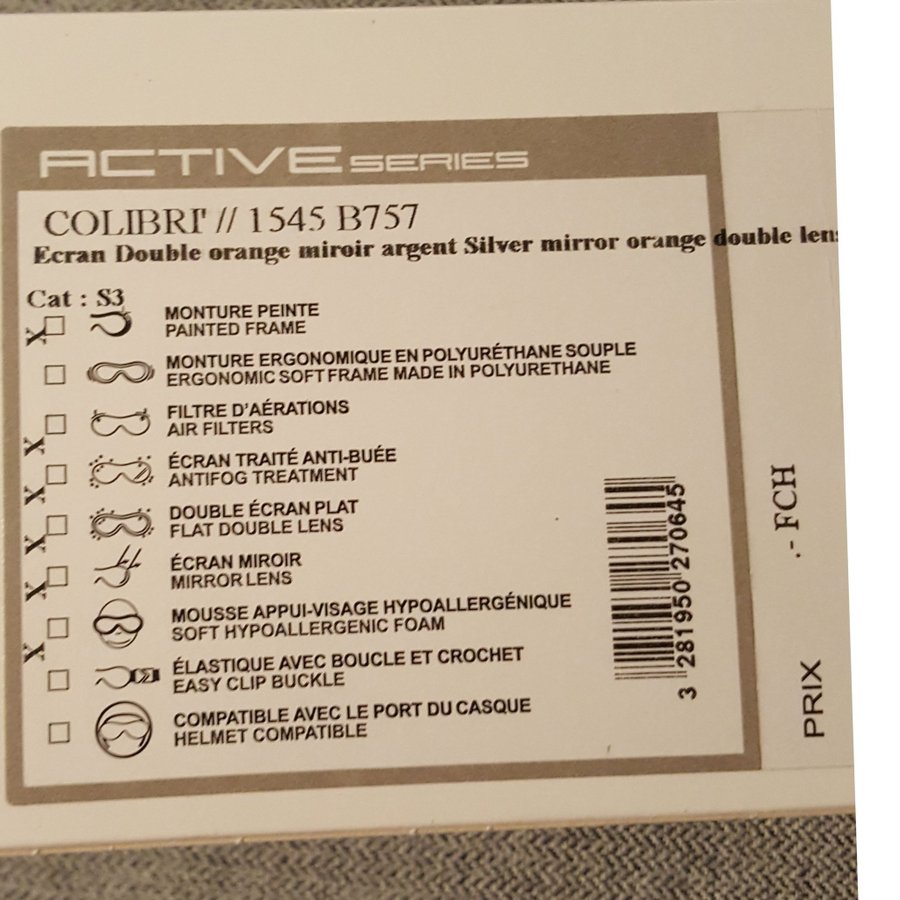 ACTIVE SERIES
COLIBRI' // 1545 B757
Ecran Double orange miroir argent Silver mirror orange double lens
Cat : S3
X
MONTURE PEINTE
PAINTED FRAME
MONTURE ERGONOMIQUE EN POLYURÉTHANE SOUPLE
ERGONOMIC SOFT FRAME MADE IN POLYURETHANE
X
FILTRE D'AÉRATIONS
AIR FILTERS
X
ÉCRAN TRAITÉ ANTI-BUÉE
ANTIFOG TREATMENT
X
DOUBLE ÉCRAN PLAT
FLAT DOUBLE LENS
X
ÉCRAN MIROIR
MIRROR LENS
X
MOUSSE APPUI-VISAGE HYPOALLERGÉNIQUE
SOFT HYPOALLERGENIC FOAM
ÉLASTIQUE AVEC BOUCLE ET CROCHET
EASY CLIP BUCKLE
COMPATIBLE AVEC LE PORT DU CASQUE
HELMET COMPATIBLE
3 281950 270645
.- FCH
PRIX